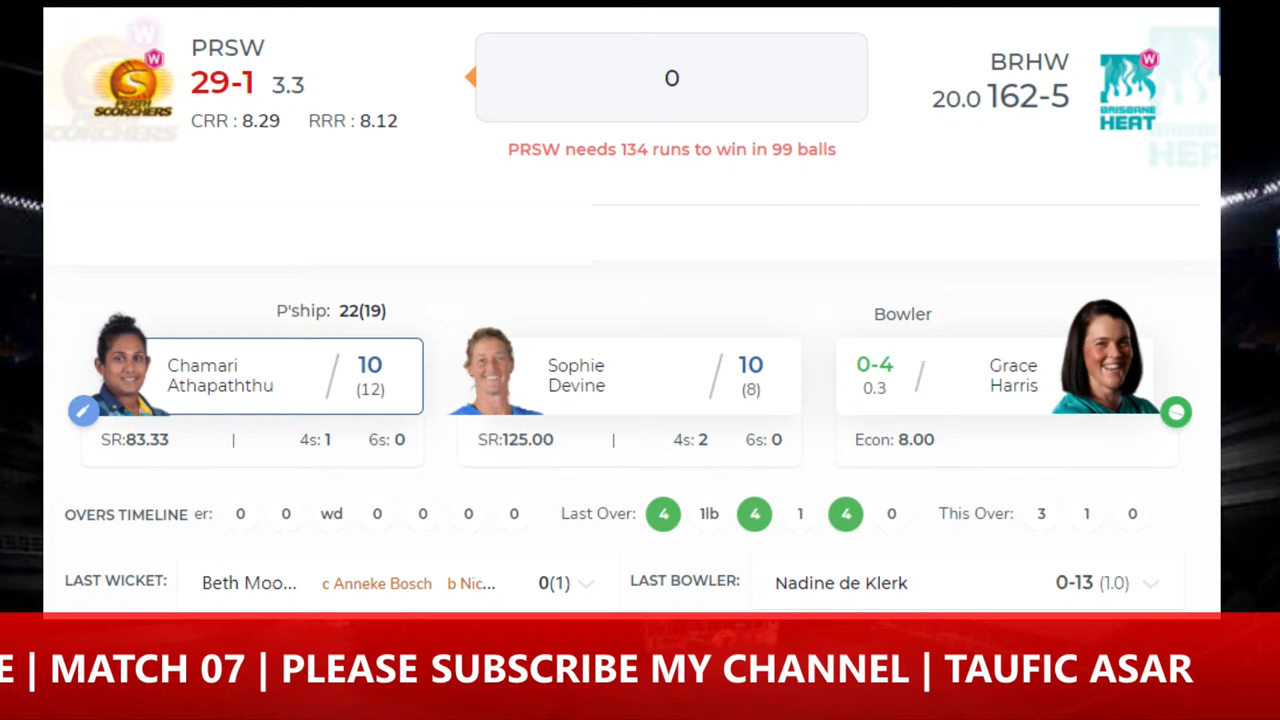 PRSW
29-1 3.3
CRR : 8.29 RRR : 8.12
W
PERTH
SCORCHERS
0
PRSW needs 134 runs to win in 99 balls
BRHW
20.0 162-5
W
BRISBANE
HEAT
P'ship: 22(19)
Chamari
Athapaththu
10
(12)
SR:83.33 | 4s: 1 6s: 0
Sophie
Devine
10
(8)
SR:125.00 | 4s: 2 6s: 0
Bowler
0-4
0.3
Grace
Harris
Econ: 8.00
OVERS TIMELINE er: 0 0 wd 0 0 0 0 Last Over: 4 1lb 4 1 4 0 This Over: 3 1 0
LAST WICKET: Beth Moo... c Anneke Bosch b Nic... 0(1) LAST BOWLER: Nadine de Klerk 0-13 (1.0)
E | MATCH 07 | PLEASE SUBSCRIBE MY CHANNEL | TAUFIC ASAR